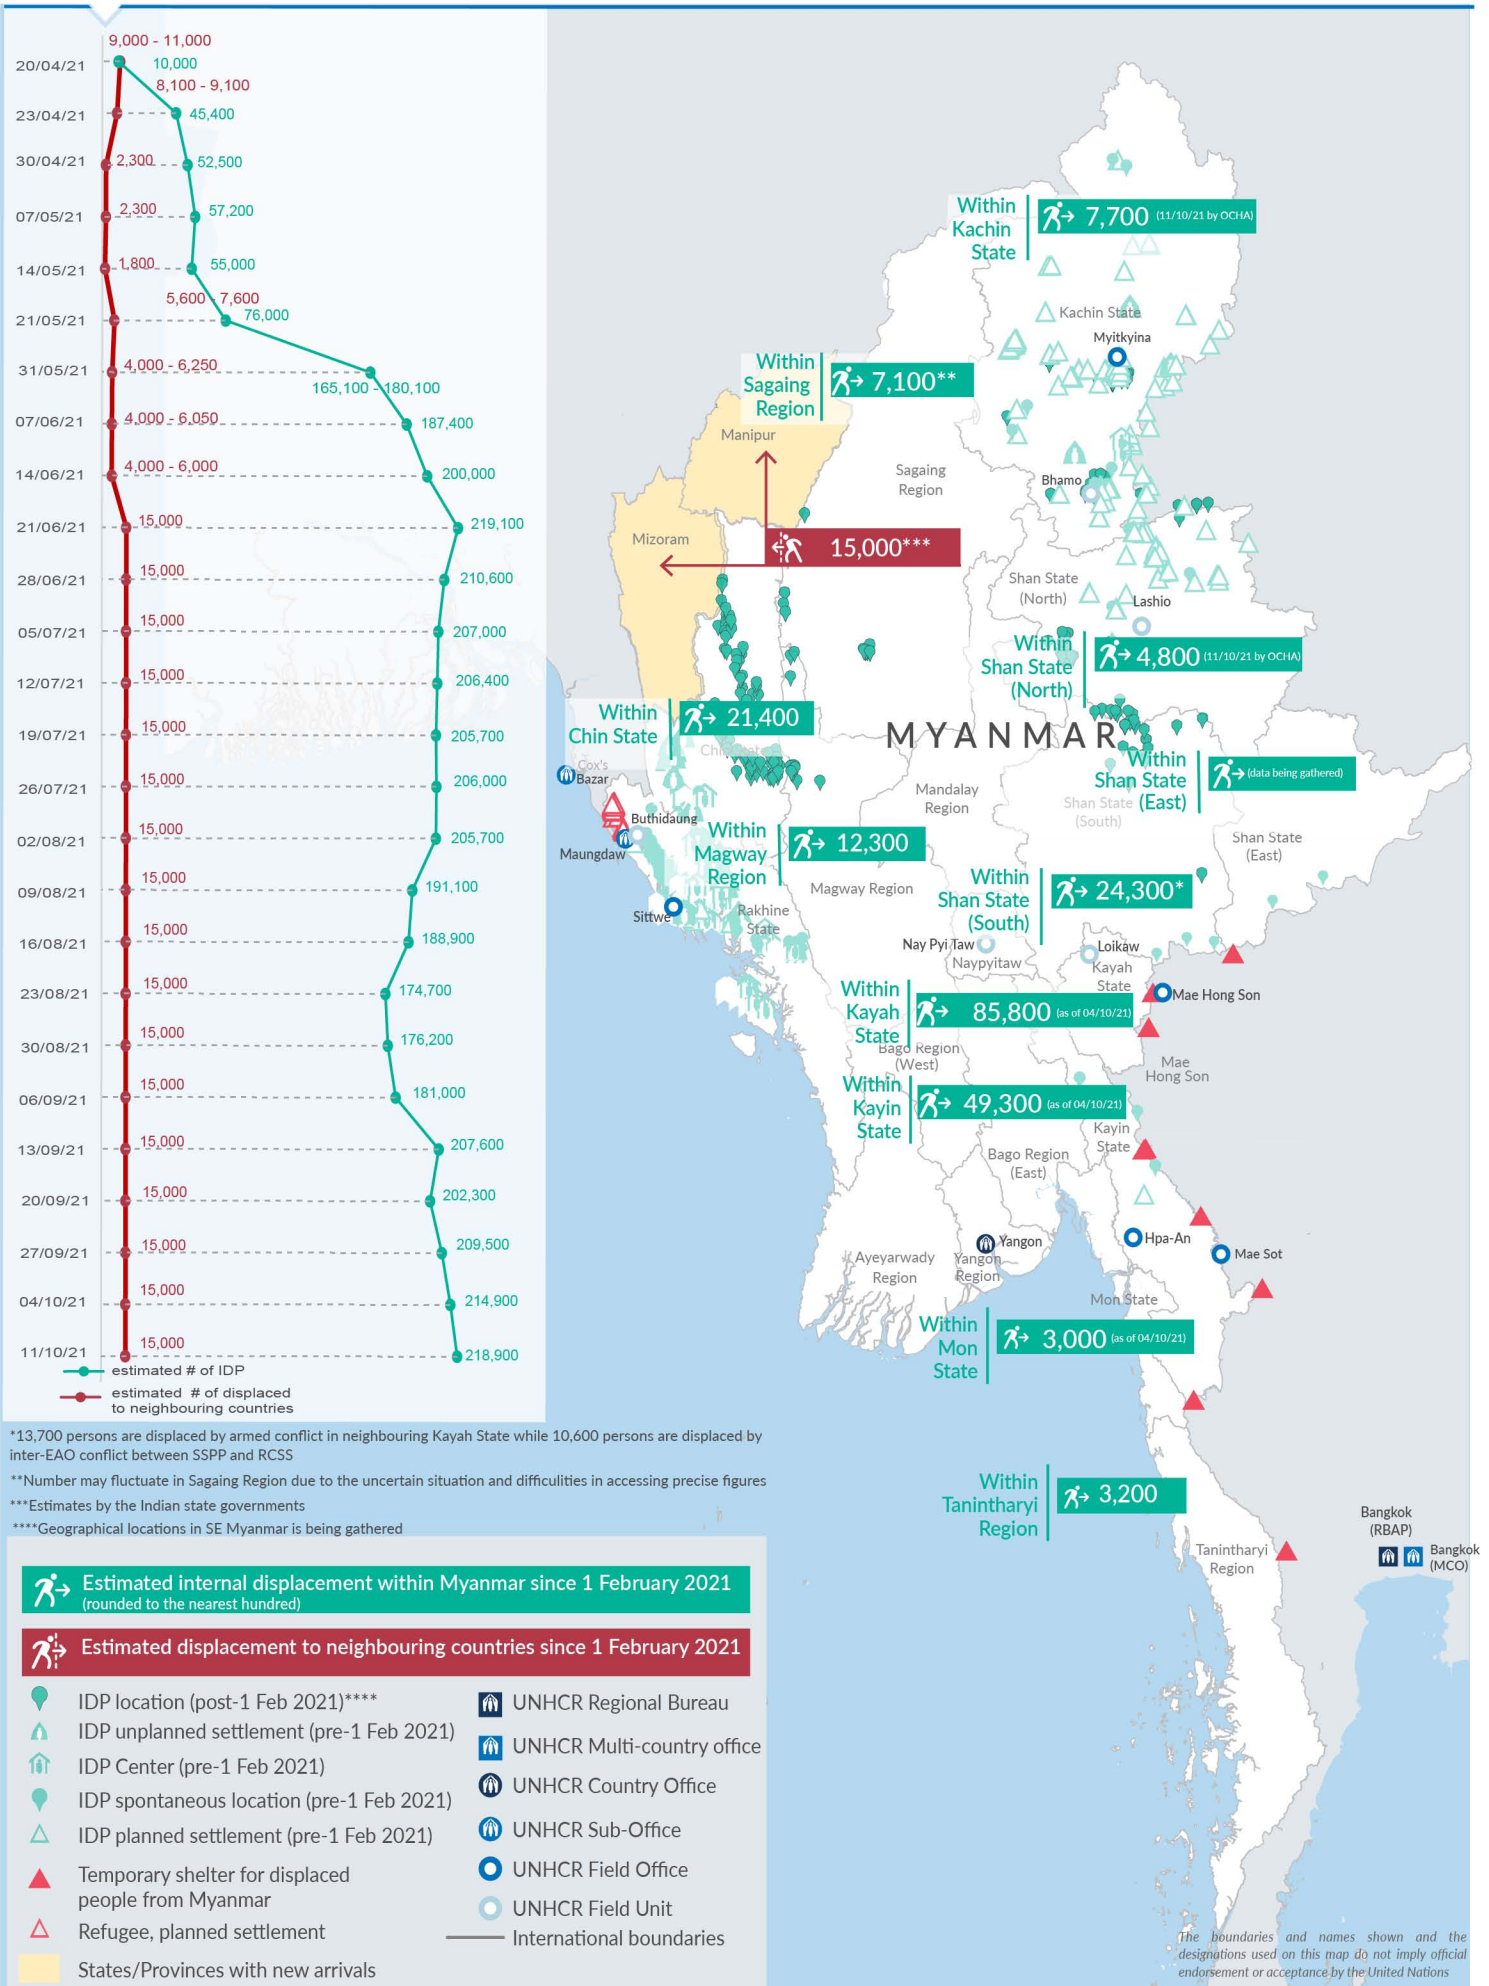 9,000 - 11,000
20/04/21
10,000
8,100 - 9,100
23/04/21
45,400
30/04/21
2,300
52,500
07/05/21
2,300
57,200
14/05/21
1,800
55,000
5,600 - 7,600
21/05/21
76,000
31/05/21
4,000 - 6,250
165,100 - 180,100
07/06/21
4,000 - 6,050
187,400
14/06/21
4,000 - 6,000
200,000
21/06/21
15,000
219,100
28/06/21
15,000
210,600
05/07/21
15,000
207,000
12/07/21
15,000
206,400
19/07/21
15,000
205,700
26/07/21
15,000
206,000
02/08/21
15,000
205,700
09/08/21
15,000
191,100
16/08/21
15,000
188,900
23/08/21
15,000
174,700
30/08/21
15,000
176,200
06/09/21
15,000
181,000
13/09/21
15,000
207,600
20/09/21
15,000
202,300
27/09/21
15,000
209,500
04/10/21
15,000
214,900
11/10/21
15,000
218,900
estimated # of IDP
estimated # of displaced
to neighbouring countries
*13,700 persons are displaced by armed conflict in neighbouring Kayah State while 10,600 persons are displaced by
inter-EAO conflict between SSPP and RCSS
**Number may fluctuate in Sagaing Region due to the uncertain situation and difficulities in accessing precise figures
***Estimates by the Indian state governments
****Geographical locations in SE Myanmar is being gathered
Within
Kachin
State
7,700 (11/10/21 by OCHA)
Kachin State
Myitkyina
Within
Sagaing
Region
7,100**
Manipur
Sagaing
Region
Bhamo
Mizoram
15,000***
Shan State
(North)
Lashio
Within
Shan State
(North)
4,800 (11/10/21 by OCHA)
Within
Chin State
21,400
Chin State
MYANMAR
Within
Shan State
(East)
(data being gathered)
Cox's
Bazar
Mandalay
Region
Shan State
(South)
Buthidaung
Maungdaw
Within
Magway
Region
12,300
Shan State
(East)
Magway Region
Within
Shan State
(South)
24,300*
Sittwe
Rakhine
State
Nay Pyi Taw
Naypyitaw
Loikaw
Kayah
State
Within
Kayah
State
85,800 (as of 04/10/21)
Mae Hong Son
Bago Region
(West)
Mae
Hong Son
Within
Kayin
State
49,300 (as of 04/10/21)
Kayin
State
Bago Region
(East)
Hpa-An
Mae Sot
Yangon
Yangon
Region
Ayeyarwady
Region
Mon State
Within
Mon
State
3,000 (as of 04/10/21)
Within
Tanintharyi
Region
3,200
Tanintharyi
Region
Bangkok
(RBAP)
Bangkok
(MCO)
Estimated internal displacement within Myanmar since 1 February 2021
(rounded to the nearest hundred)
Estimated displacement to neighbouring countries since 1 February 2021
IDP location (post-1 Feb 2021)****
IDP unplanned settlement (pre-1 Feb 2021)
IDP Center (pre-1 Feb 2021)
IDP spontaneous location (pre-1 Feb 2021)
IDP planned settlement (pre-1 Feb 2021)
Temporary shelter for displaced
people from Myanmar
Refugee, planned settlement
States/Provinces with new arrivals
UNHCR Regional Bureau
UNHCR Multi-country office
UNHCR Country Office
UNHCR Sub-Office
UNHCR Field Office
UNHCR Field Unit
International boundaries
The boundaries and names shown and the
designations used on this map do not imply official
endorsement or acceptance by the United Nations